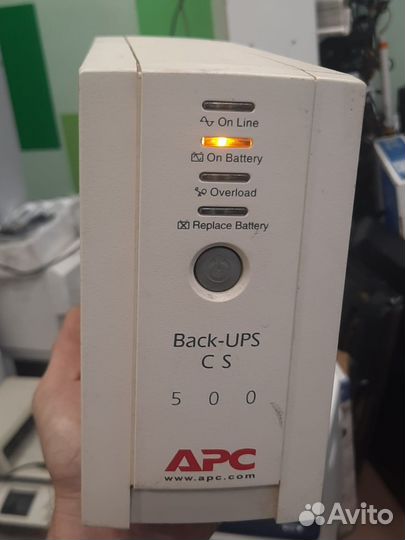 On Line
On Battery
Overload
Replace Battery
Back-UPS
CS
500
APC
www.apc.com
Avito